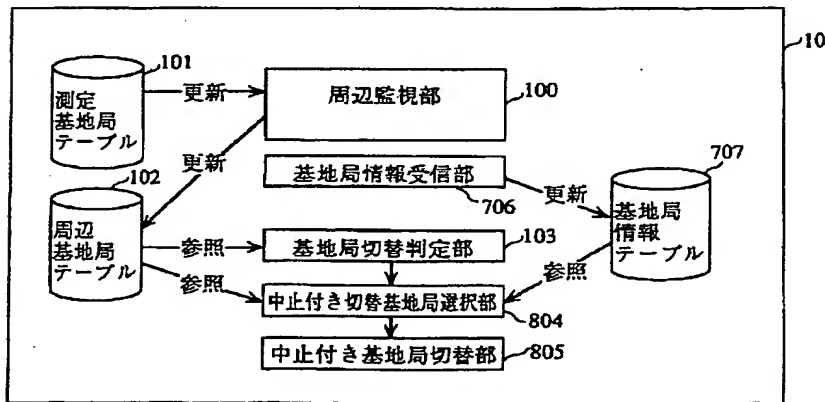 10
101
測定
基地局
テーブル
更新
周辺監視部
100
更新
102
基地局情報受信部
706
更新
707
基地局
情報
テーブル
周辺
基地局
テーブル
参照
基地局切替判定部
103
参照
参照
中止付き切替基地局選択部
804
中止付き基地局切替部
805